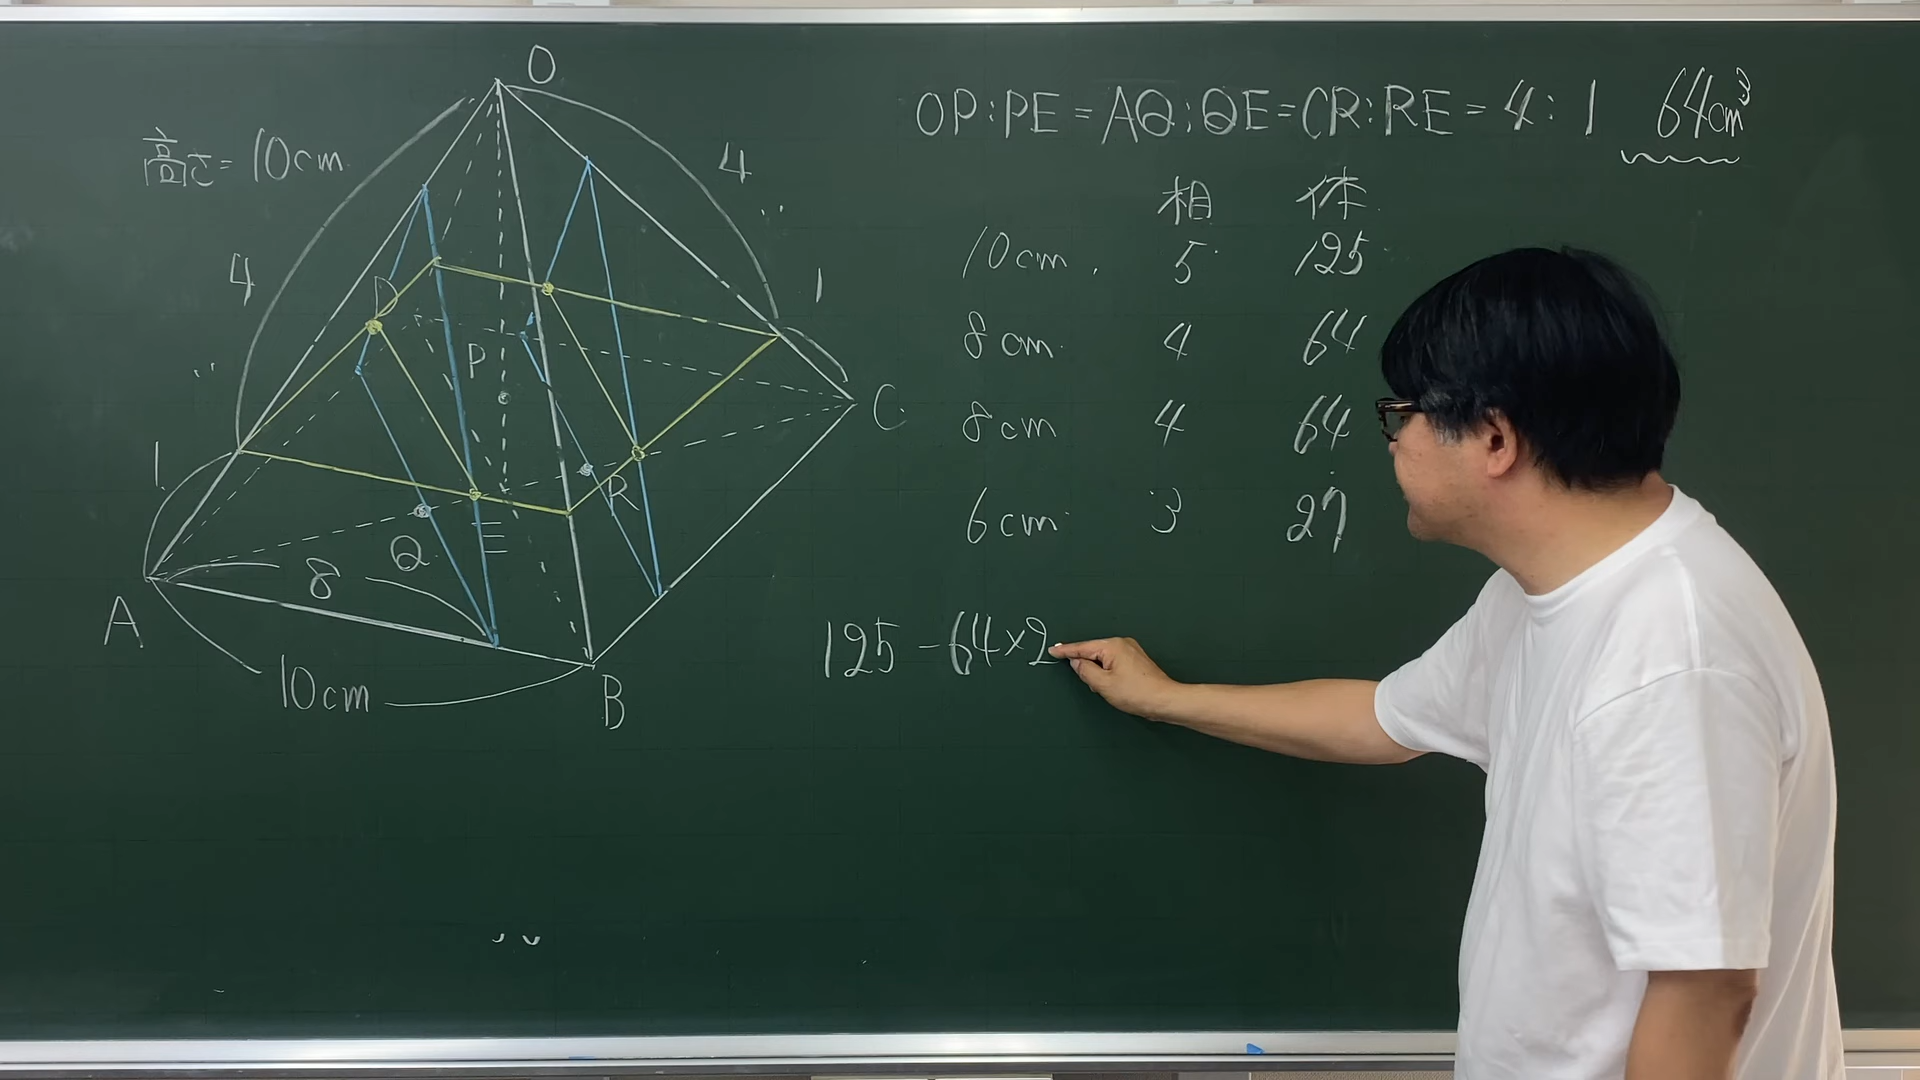 O
高さ=10cm
4
4
1
D
P
C
1
R
E
Q
8
A
10cm
B
OP:PE=AQ:QE=CR:RE=4:1 64cm³
相 体
10cm 5 125
8cm 4 64
8cm 4 64
6cm 3 27
125-64×2